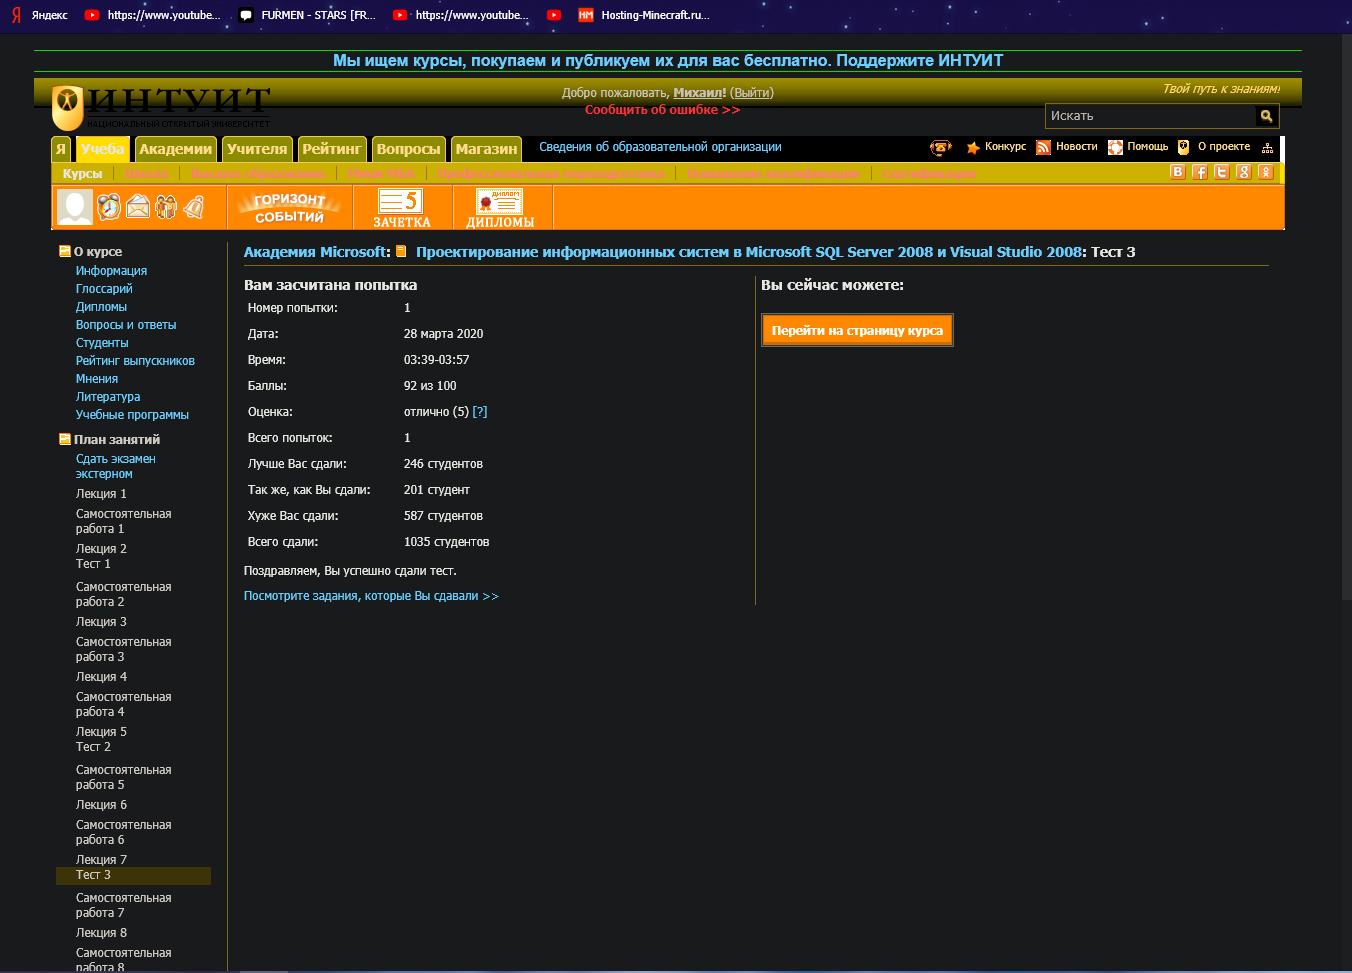 Яндекс
https://www.youtube...
FURMEN - STARS [FR...
https://www.youtube...
HM Hosting-Minecraft.ru...
Мы ищем курсы, покупаем и публикуем их для вас бесплатно. Поддержите ИНТУИТ
ИНТУИТ
НАЦИОНАЛЬНЫЙ ОТКРЫТЫЙ УНИВЕРСИТЕТ
Добро пожаловать, Михаил! (Выйти)
Сообщить об ошибке >>
Твой путь к знаниям!
Искать
Я Учеба Академии Учителя Рейтинг Вопросы Магазин Сведения об образовательной организации
Конкурс Новости Помощь О проекте
Курсы
ГОРИЗОНТ
СОБЫТИЙ
5
ЗАЧЕТКА
ДИПЛОМ
ДИПЛОМЫ
О курсе
Информация
Глоссарий
Дипломы
Вопросы и ответы
Студенты
Рейтинг выпускников
Мнения
Литература
Учебные программы
План занятий
Сдать экзамен
экстерном
Лекция 1
Самостоятельная
работа 1
Лекция 2
Тест 1
Самостоятельная
работа 2
Лекция 3
Самостоятельная
работа 3
Лекция 4
Самостоятельная
работа 4
Лекция 5
Тест 2
Самостоятельная
работа 5
Лекция 6
Самостоятельная
работа 6
Лекция 7
Тест 3
Самостоятельная
работа 7
Лекция 8
Самостоятельная
работа 8
Академия Microsoft: Проектирование информационных систем в Microsoft SQL Server 2008 и Visual Studio 2008: Тест 3
Вам засчитана попытка
Номер попытки: 1
Дата: 28 марта 2020
Время: 03:39-03:57
Баллы: 92 из 100
Оценка: отлично (5) [?]
Всего попыток: 1
Лучше Вас сдали: 246 студентов
Так же, как Вы сдали: 201 студент
Хуже Вас сдали: 587 студентов
Всего сдали: 1035 студентов
Поздравляем, Вы успешно сдали тест.
Посмотрите задания, которые Вы сдавали >>
Вы сейчас можете:
Перейти на страницу курса